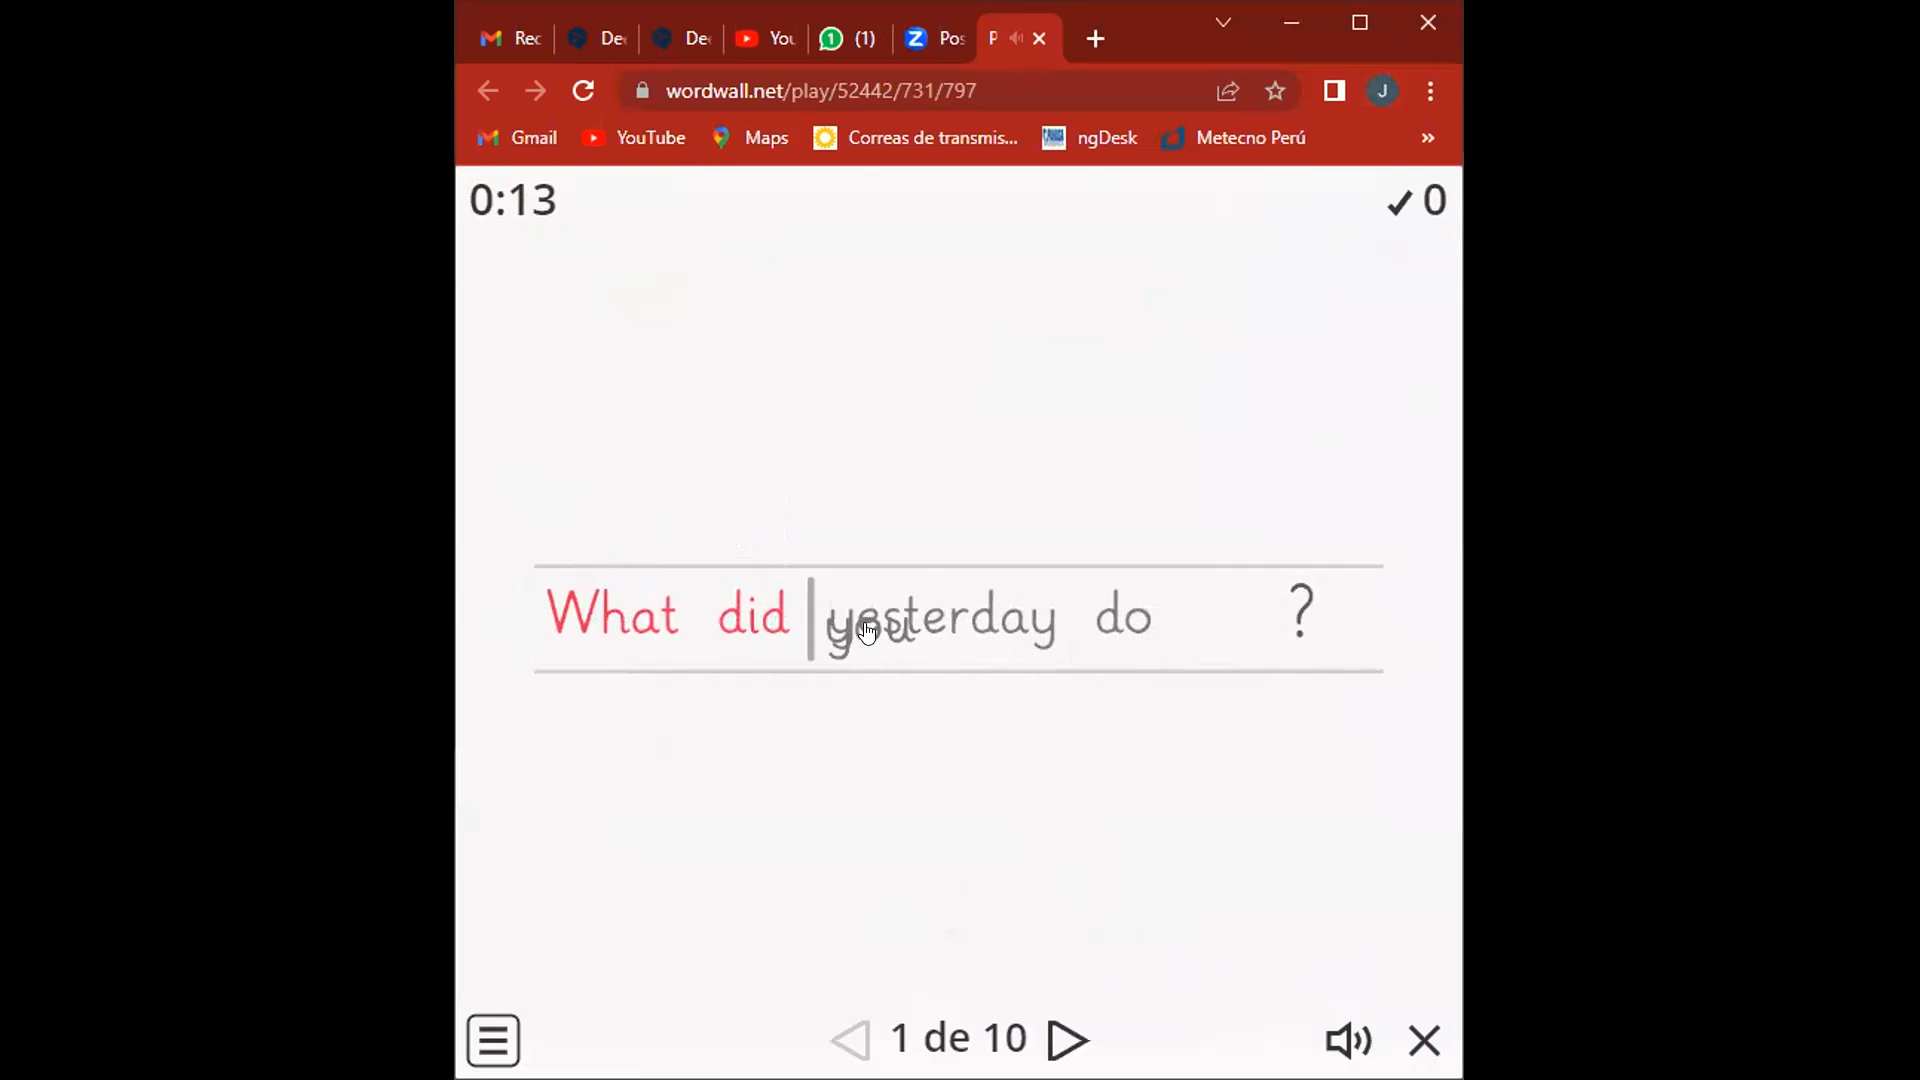 Rec De De You (1) Pos P
wordwall.net/play/52442/731/797
J
Gmail YouTube Maps Correas de transmis... ngDesk Metecno Perú »
0:13 ✓ 0
What did you yesterday do ?
1 de 10